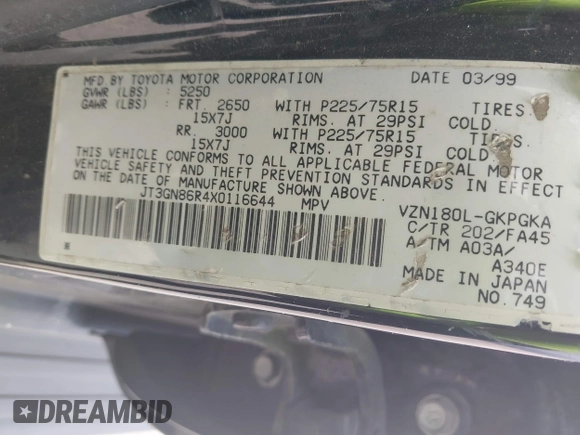 MFD BY TOYOTA MOTOR CORPORATION DATE 03/99
GVWR (LBS) : 5250
GAWR (LBS) : FRT. 2650 WITH P225/75R15 TIRES
15X7J RIMS. AT 29PSI COLD.
RR. 3000 WITH P225/75R15 TIRES
15X7J RIMS. AT 29PSI COLD.
THIS VEHICLE CONFORMS TO ALL APPLICABLE FEDERAL MOTOR
VEHICLE SAFETY AND THEFT PREVENTION STANDARDS IN EFFECT
ON THE DATE OF MANUFACTURE SHOWN ABOVE.
JT3GN86R4X0116644 MPV VZN180L-GKPGKA
C/TR 202/FA45
A/TM A03A/
A340E
MADE IN JAPAN
NO.749
DREAMBID